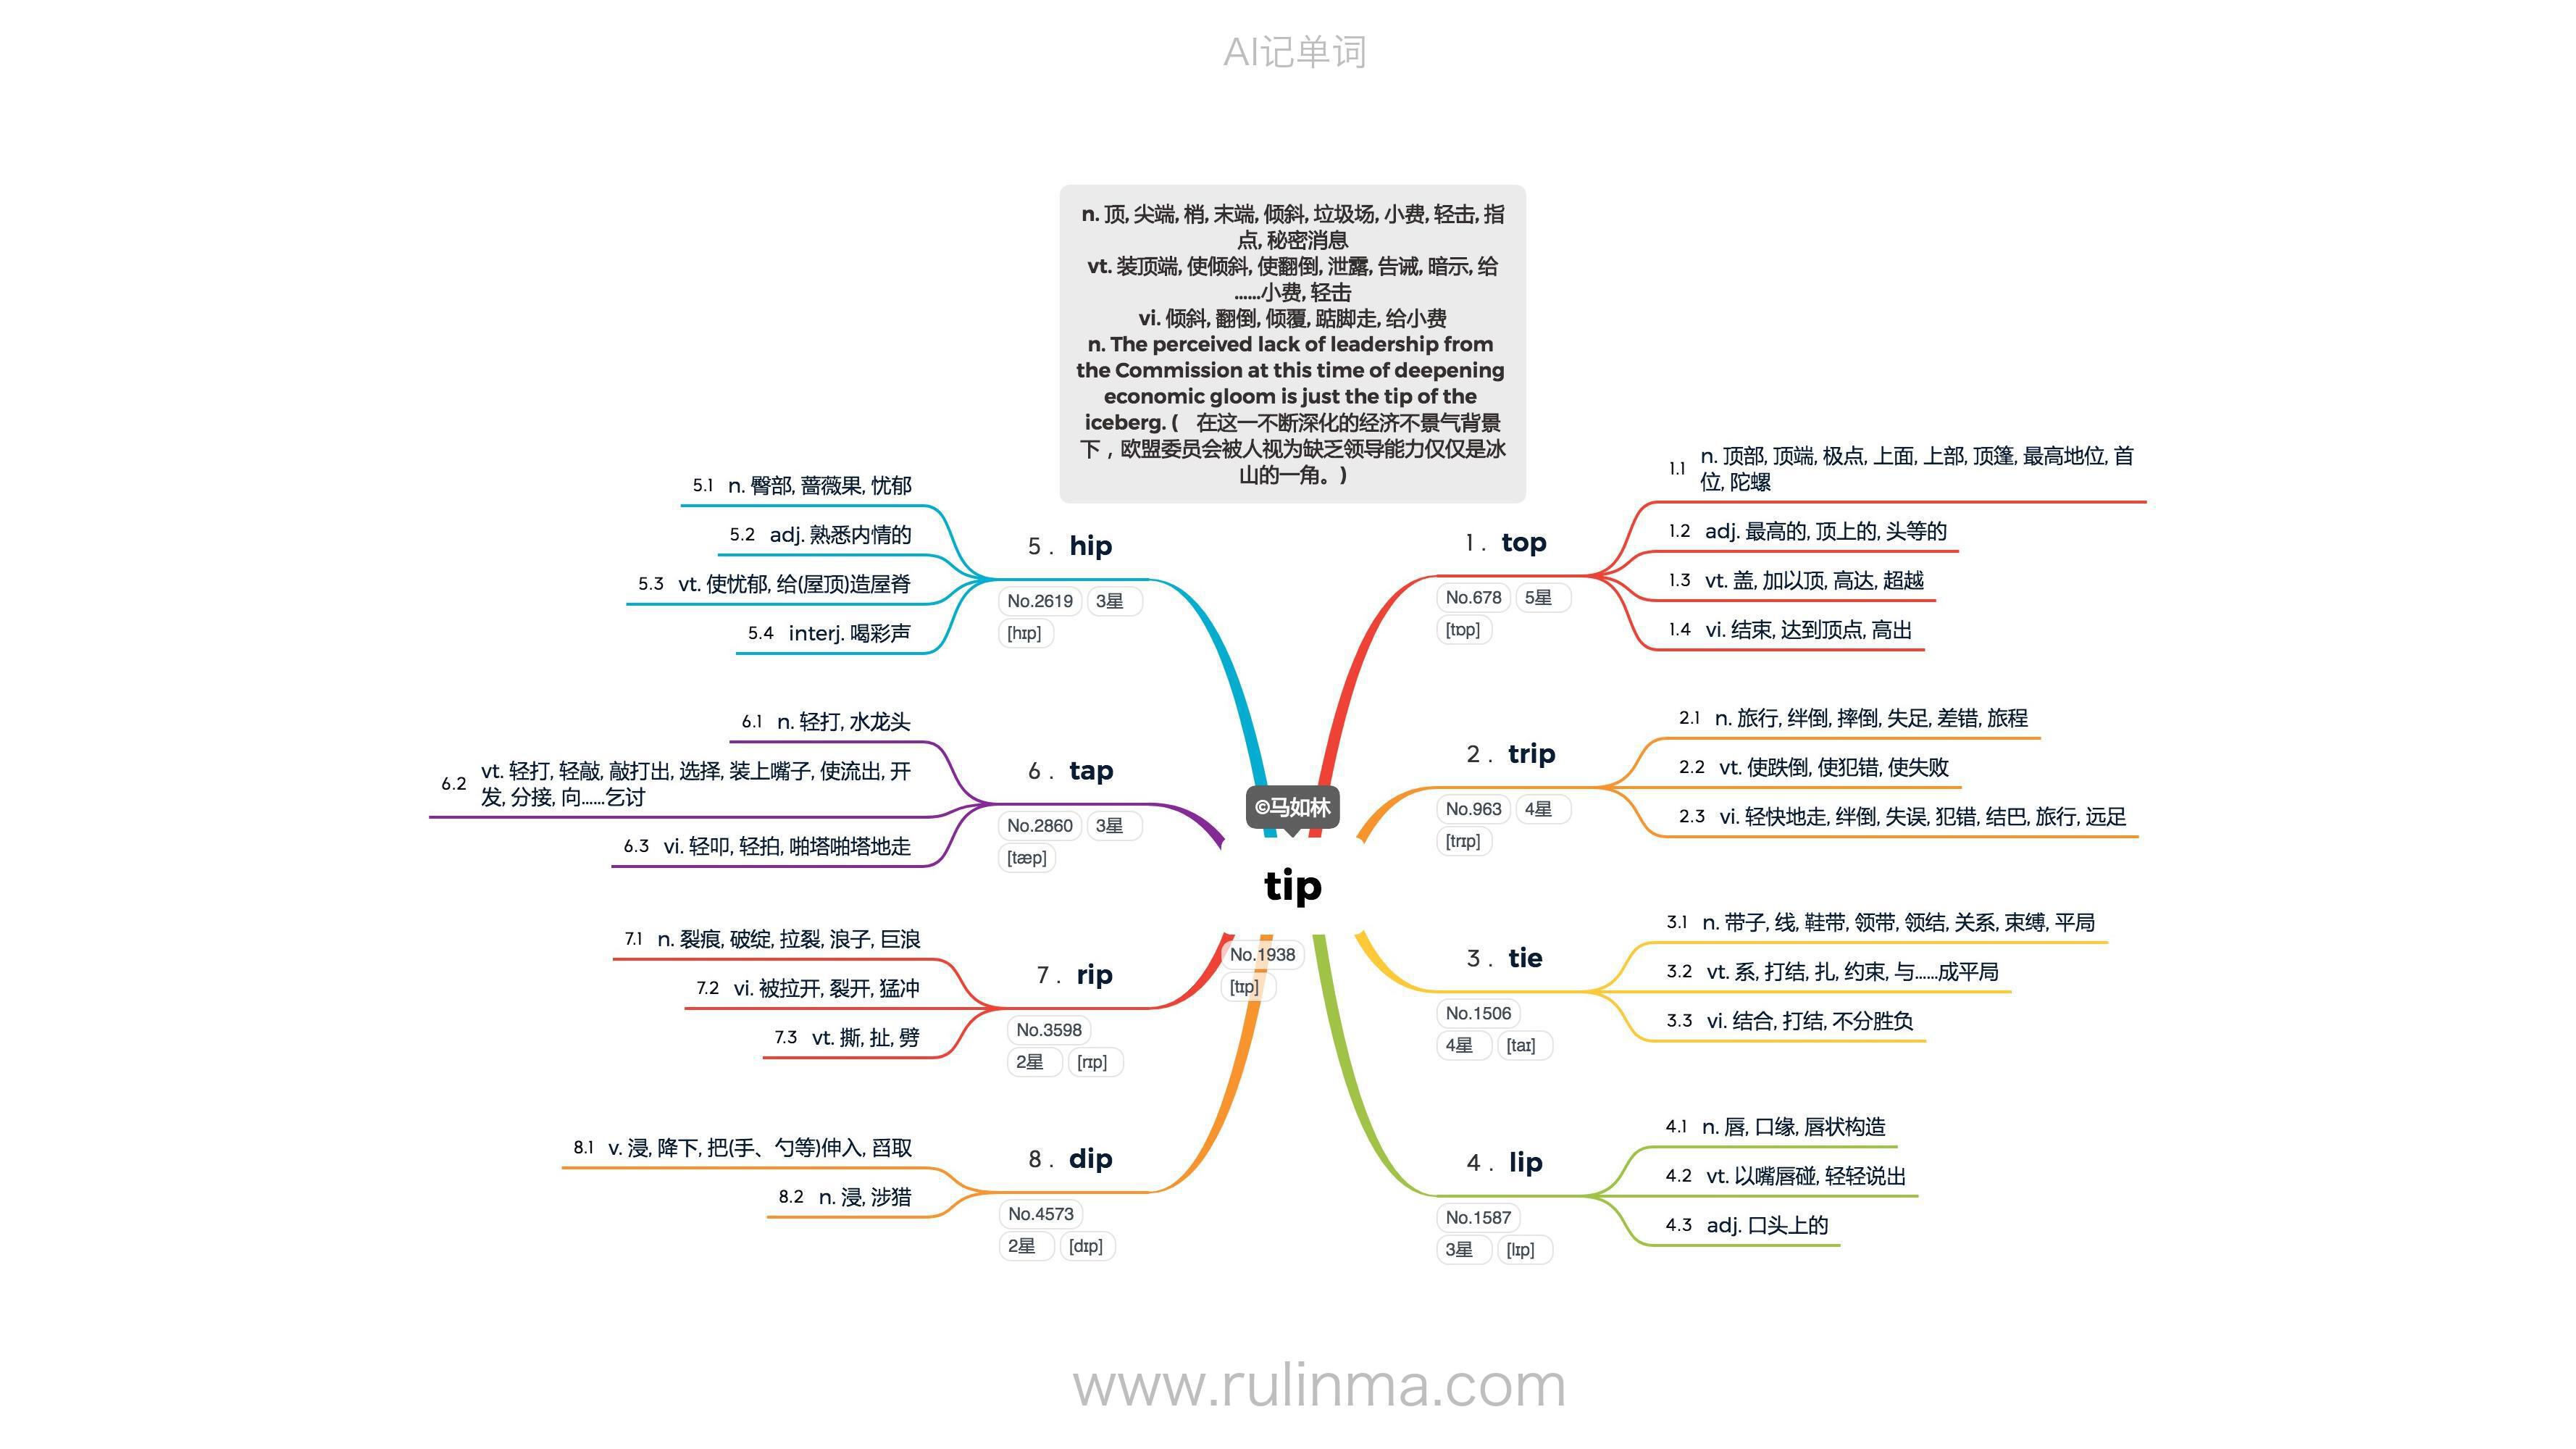 AI记单词
n. 顶, 尖端, 梢, 末端, 倾斜, 垃圾场, 小费, 轻击, 指
点, 秘密消息
vt. 装顶端, 使倾斜, 使翻倒, 泄露, 告诫, 暗示, 给
……小费, 轻击
vi. 倾斜, 翻倒, 倾覆, 踮脚走, 给小费
n. The perceived lack of leadership from
the Commission at this time of deepening
economic gloom is just the tip of the
iceberg. ( 在这一不断深化的经济不景气背景
下，欧盟委员会被人视为缺乏领导能力仅仅是冰
山的一角。)
©马如林
tip
No.1938
[tɪp]
1. top
No.678 5星
[tɒp]
1.1 n. 顶部, 顶端, 极点, 上面, 上部, 顶篷, 最高地位, 首
位, 陀螺
1.2 adj. 最高的, 顶上的, 头等的
1.3 vt. 盖, 加以顶, 高达, 超越
1.4 vi. 结束, 达到顶点, 高出
2. trip
No.963 4星
[trɪp]
2.1 n. 旅行, 绊倒, 摔倒, 失足, 差错, 旅程
2.2 vt. 使跌倒, 使犯错, 使失败
2.3 vi. 轻快地走, 绊倒, 失误, 犯错, 结巴, 旅行, 远足
3. tie
No.1506
4星 [taɪ]
3.1 n. 带子, 线, 鞋带, 领带, 领结, 关系, 束缚, 平局
3.2 vt. 系, 打结, 扎, 约束, 与……成平局
3.3 vi. 结合, 打结, 不分胜负
4. lip
No.1587
3星 [lɪp]
4.1 n. 唇, 口缘, 唇状构造
4.2 vt. 以嘴唇碰, 轻轻说出
4.3 adj. 口头上的
5. hip
No.2619 3星
[hɪp]
5.1 n. 臀部, 蔷薇果, 忧郁
5.2 adj. 熟悉内情的
5.3 vt. 使忧郁, 给(屋顶)造屋脊
5.4 interj. 喝彩声
6. tap
No.2860 3星
[tæp]
6.1 n. 轻打, 水龙头
6.2 vt. 轻打, 轻敲, 敲打出, 选择, 装上嘴子, 使流出, 开
发, 分接, 向……乞讨
6.3 vi. 轻叩, 轻拍, 啪塔啪塔地走
7. rip
No.3598
2星 [rɪp]
7.1 n. 裂痕, 破绽, 拉裂, 浪子, 巨浪
7.2 vi. 被拉开, 裂开, 猛冲
7.3 vt. 撕, 扯, 劈
8. dip
No.4573
2星 [dɪp]
8.1 v. 浸, 降下, 把(手、勺等)伸入, 舀取
8.2 n. 浸, 涉猎
www.rulinma.com